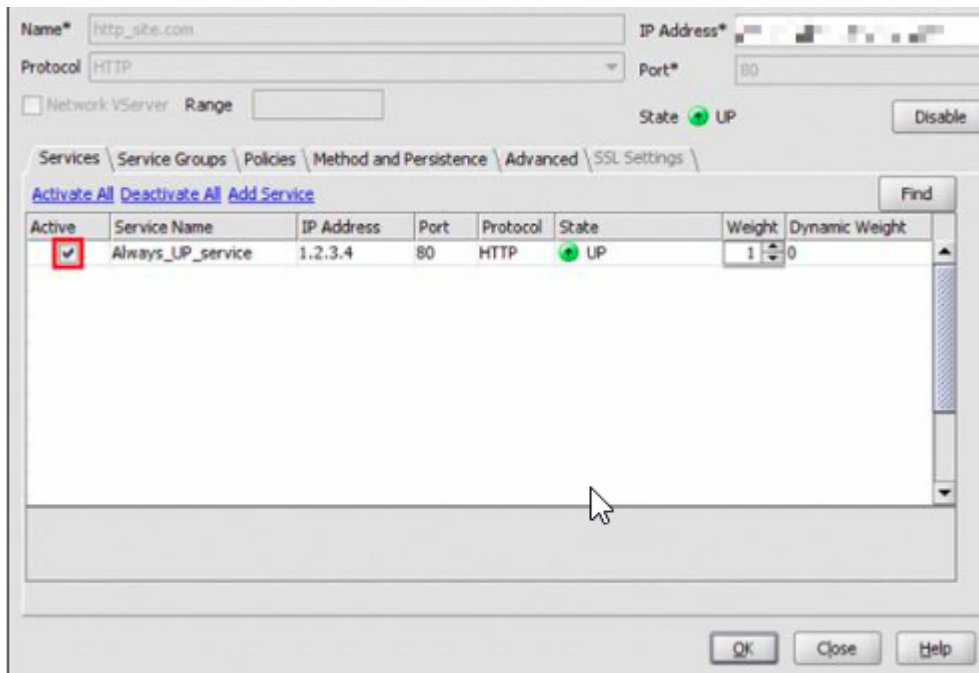 Name* http_site.com IP Address*
Protocol HTTP Port* 80
Network VServer Range
State UP Disable
Services Service Groups Policies Method and Persistence Advanced SSL Settings
Activate All Deactivate All Add Service Find
Active Service Name IP Address Port Protocol State Weight Dynamic Weight
Always_UP_service 1.2.3.4 80 HTTP UP 1 0
OK Close Help